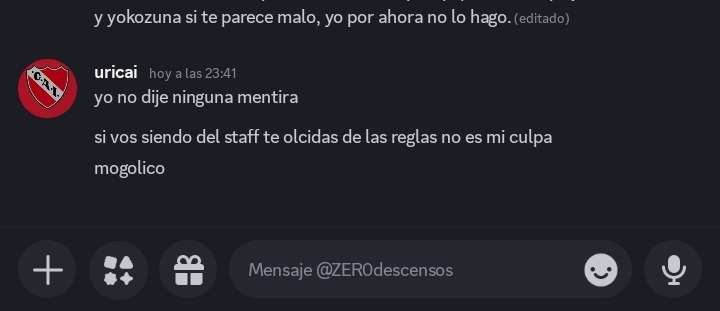 y yokozuna si te parece malo, yo por ahora no lo hago. (editado)
C.A.I.
uricai hoy a las 23:41
yo no dije ninguna mentira
si vos siendo del staff te olcidas de las reglas no es mi culpa
mogolico
Mensaje @ZER0descensos